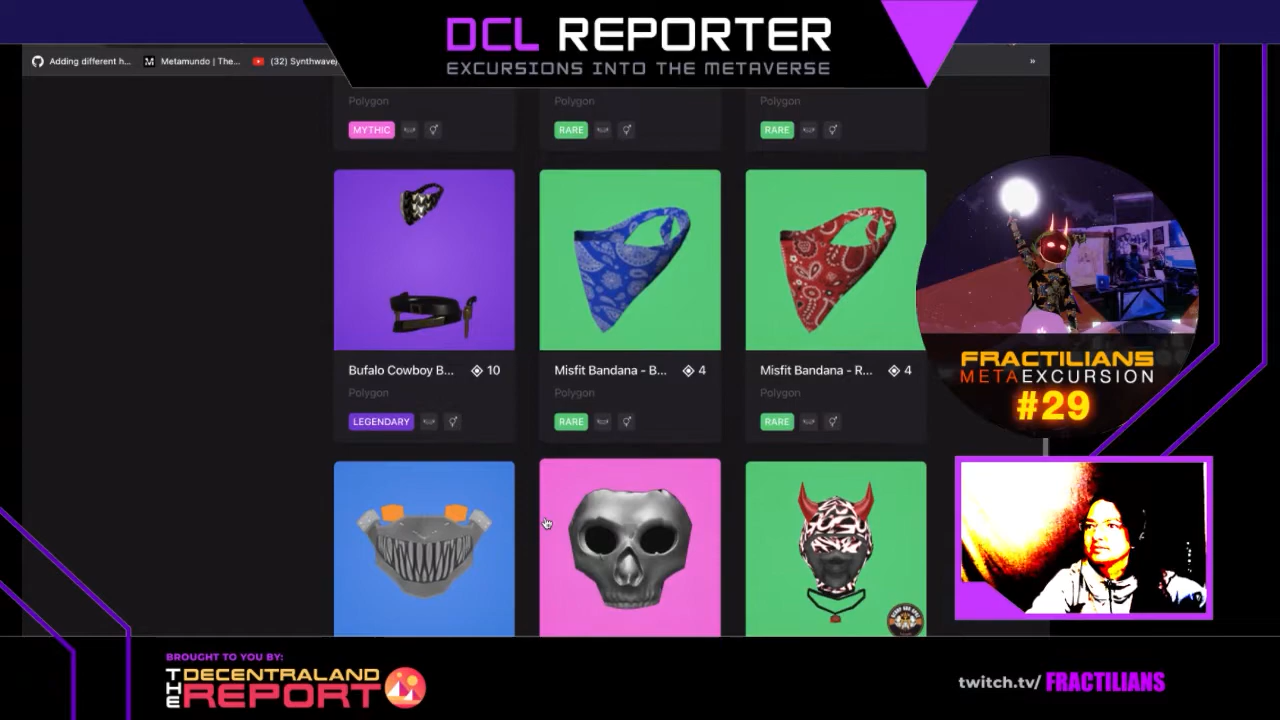 DCL REPORTER
EXCURSIONS INTO THE METAVERSE
Adding different h...
Metamundo | The...
(32) Synthwave
»
Polygon
Polygon
Polygon
MYTHIC
RARE
RARE
Bufalo Cowboy B... 10
Misfit Bandana - B... 4
Misfit Bandana - R... 4
Polygon
Polygon
Polygon
LEGENDARY
RARE
RARE
FRACTILIANS
METAEXCURSION
#29
BROUGHT TO YOU BY:
THE DECENTRALAND REPORT
twitch.tv/ FRACTILIANS